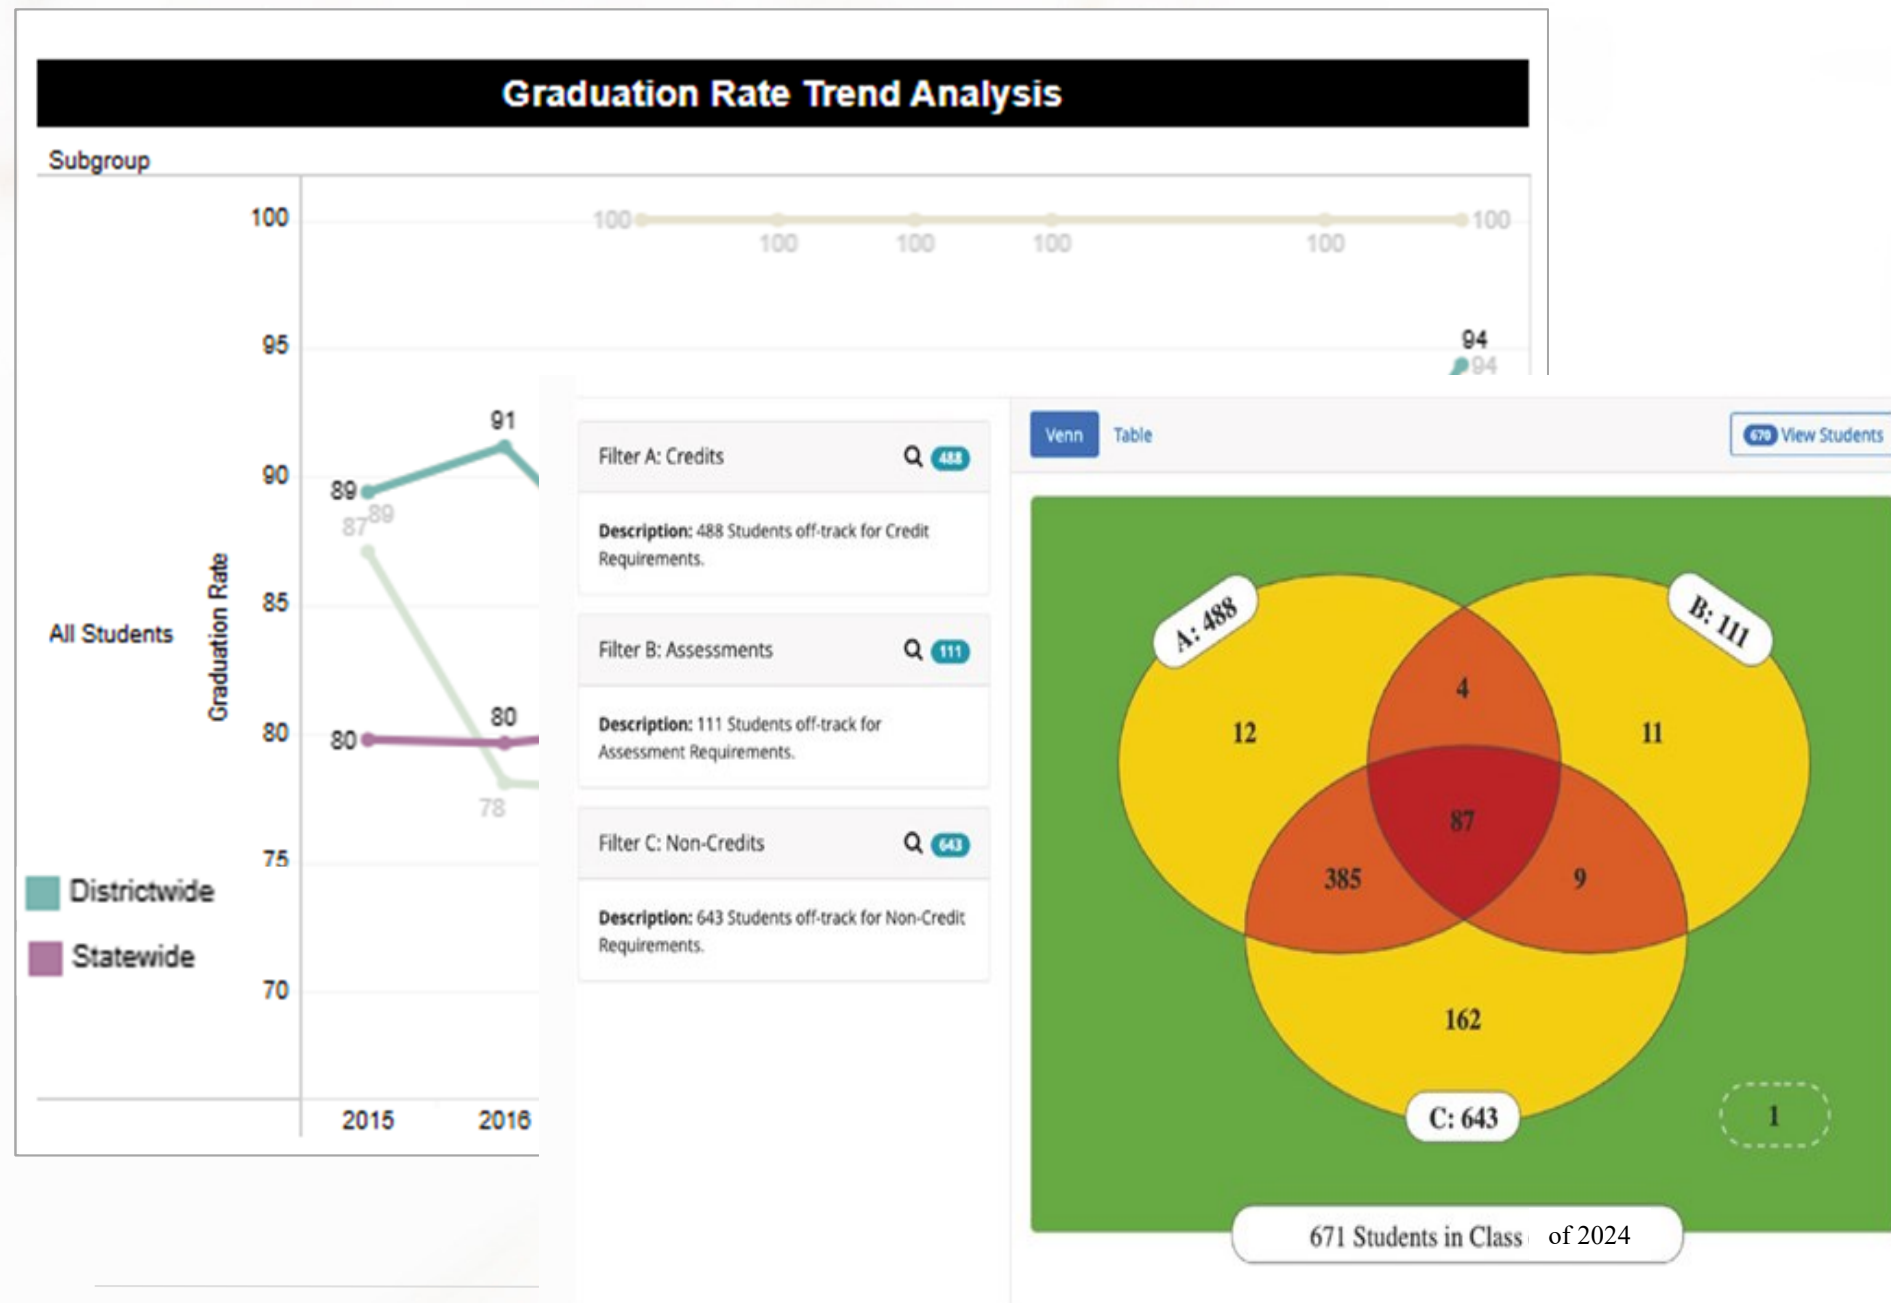 Graduation Rate Trend Analysis
Subgroup
100
100
100
100
100
100
100
95
94
94
91
90
89
89
87
85
All Students
Graduation Rate
80
80
80
78
75
Districtwide
Statewide
70
2015
2016
Filter A: Credits
488
Description: 488 Students off-track for Credit
Requirements.
Filter B: Assessments
111
Description: 111 Students off-track for
Assessment Requirements.
Filter C: Non-Credits
643
Description: 643 Students off-track for Non-Credit
Requirements.
Venn
Table
670 View Students
A: 488
B: 111
4
12
11
87
385
9
162
C: 643
1
671 Students in Class of 2024